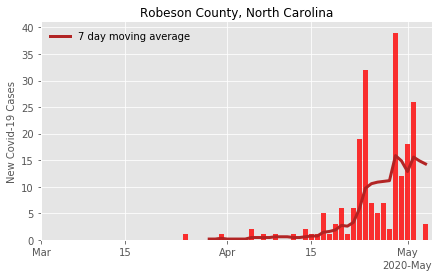 Robeson County, North Carolina
7 day moving average
New Covid-19 Cases
40
35
30
25
20
15
10
5
0
Mar
15
Apr
15
May
2020-May